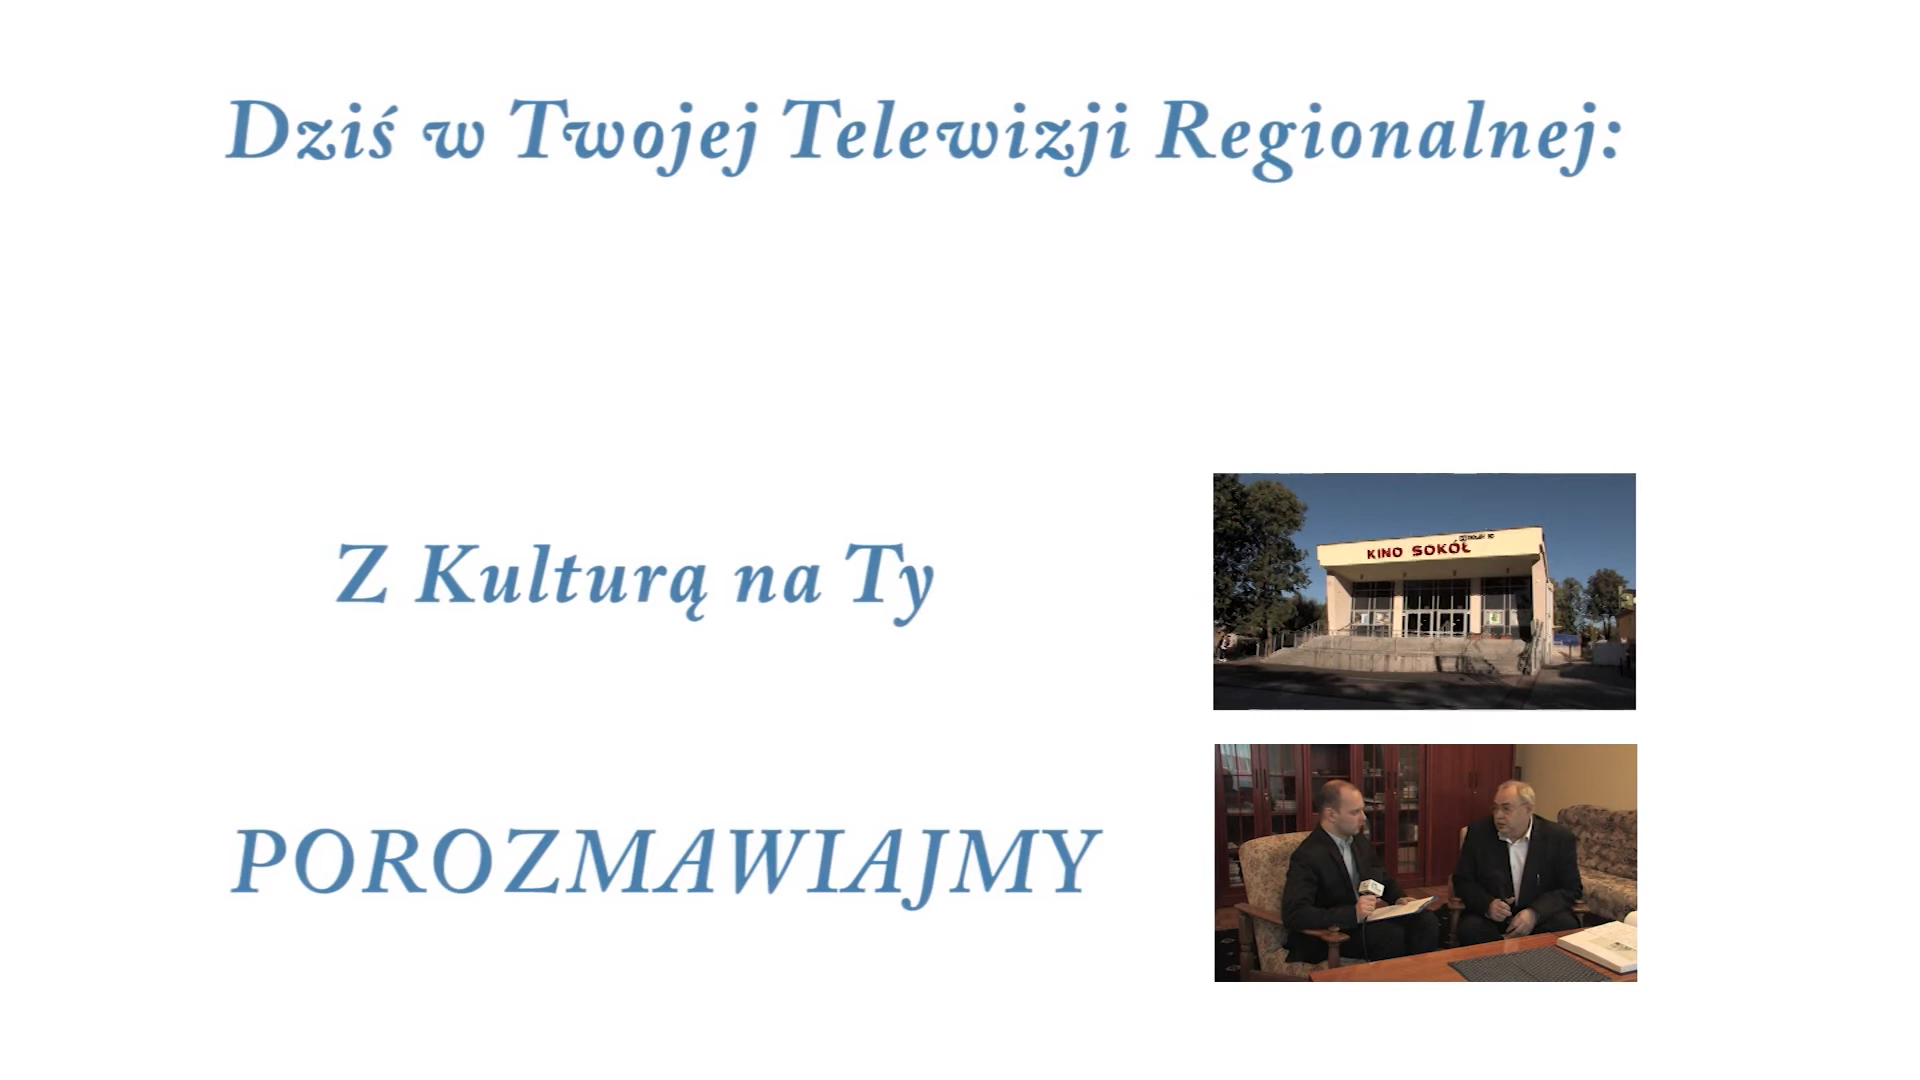 Dziś w Twojej Telewizji Regionalnej:
Z Kulturą na Ty
KINO SOKÓŁ
POROZMAWIAJMY